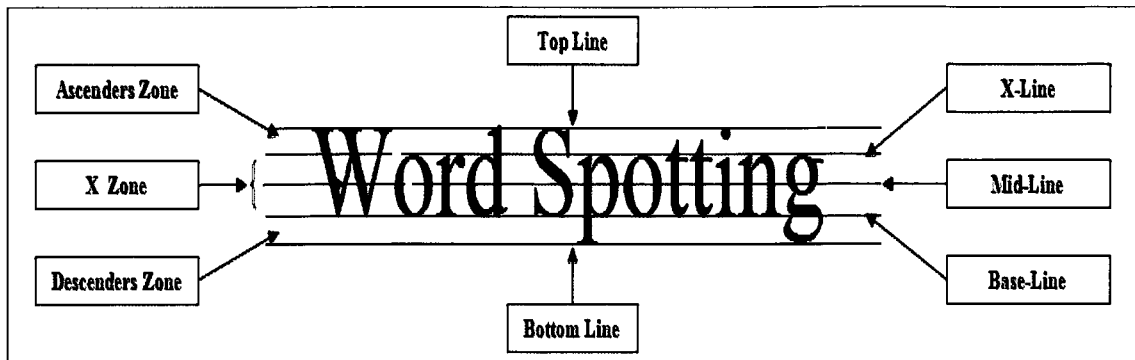 Top Line
Ascenders Zone
X-Line
Word Spotting
X Zone
Mid-Line
Descenders Zone
Base-Line
Bottom Line